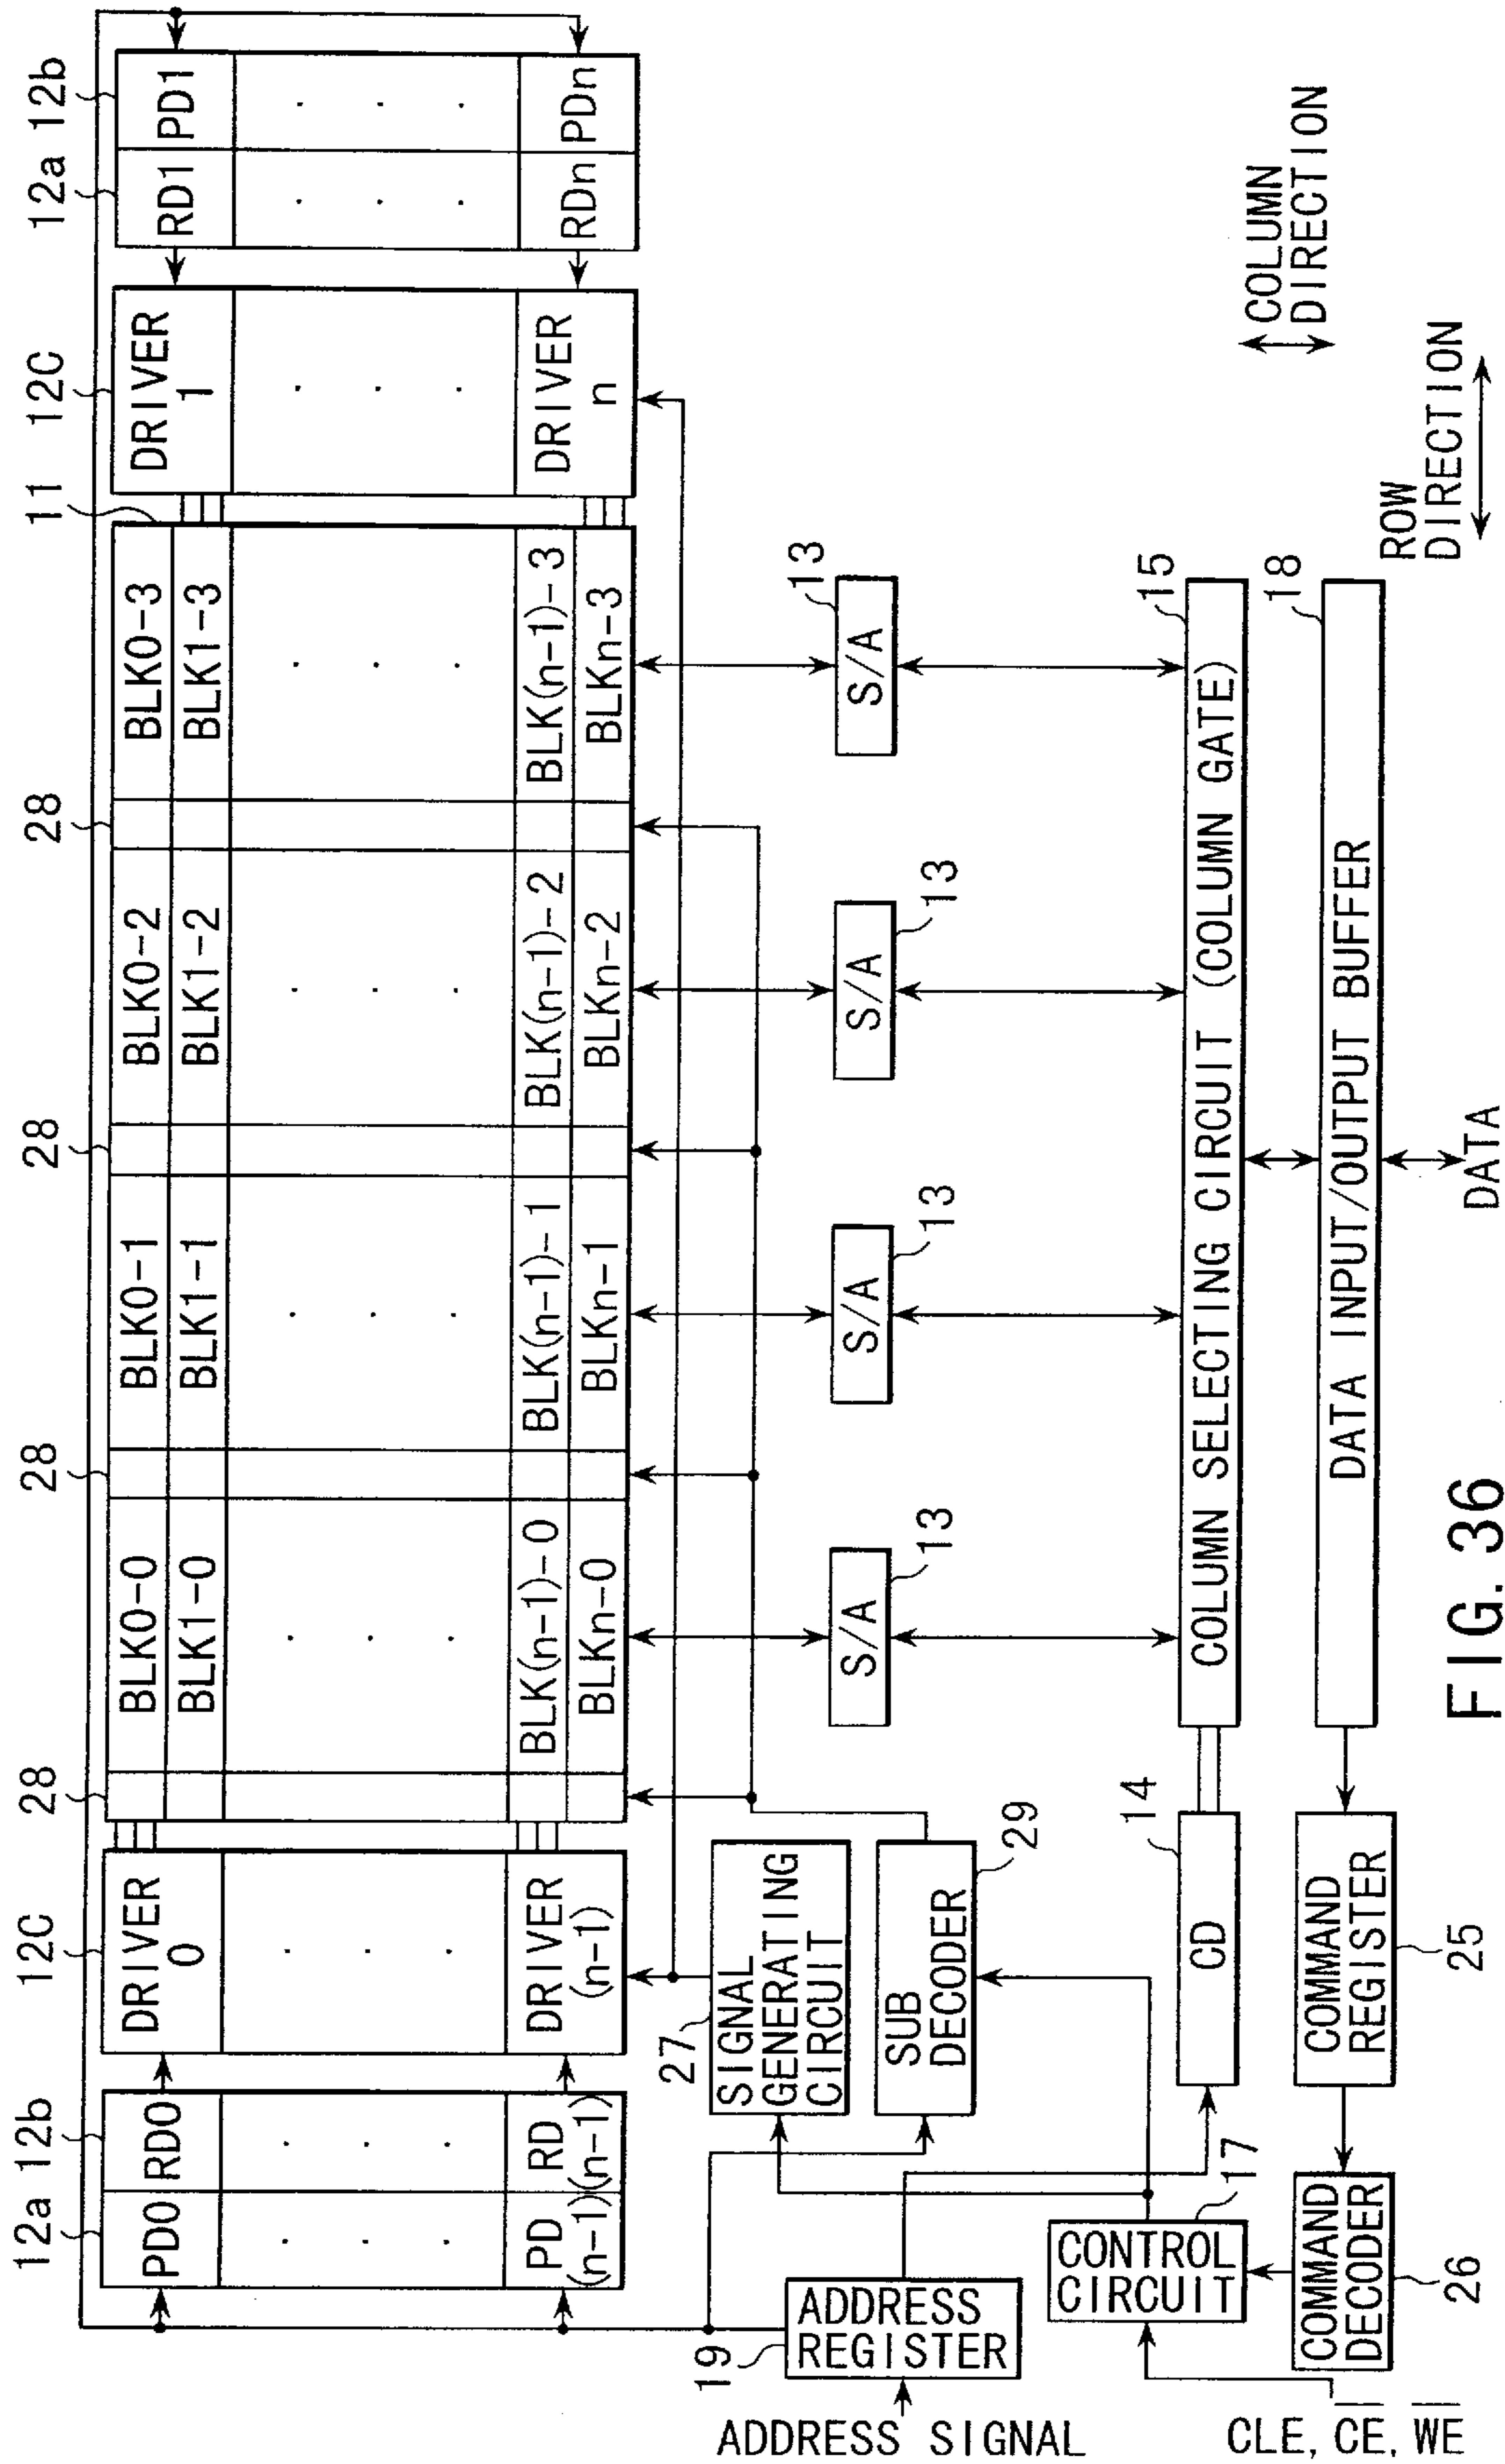 12a
12b
12C
28
28
28
28
11
12C
12a
12b
PD0
RD0
DRIVER
0
BLK0-0
BLK0-1
BLK0-2
BLK0-3
BLK1-0
BLK1-1
BLK1-2
BLK1-3
DRIVER
1
RD1
PD1
PD
(n-1)
RD
(n-1)
DRIVER
(n-1)
BLK(n-1)-0
BLK(n-1)-1
BLK(n-1)-2
BLK(n-1)-3
BLKn-0
BLKn-1
BLKn-2
BLKn-3
DRIVER
n
RDn
PDn
27
SIGNAL
GENERATING
CIRCUIT
19
ADDRESS
REGISTER
ADDRESS SIGNAL
SUB
DECODER
29
S/A
13
S/A
13
S/A
13
S/A
13
CONTROL
CIRCUIT
17
CD
14
COLUMN SELECTING CIRCUIT (COLUMN GATE)
15
COLUMN
DIRECTION
CLE, C̅E̅, W̅E̅
COMMAND
DECODER
26
COMMAND
REGISTER
25
DATA INPUT/OUTPUT BUFFER
18
ROW
DIRECTION
DATA
FIG. 36